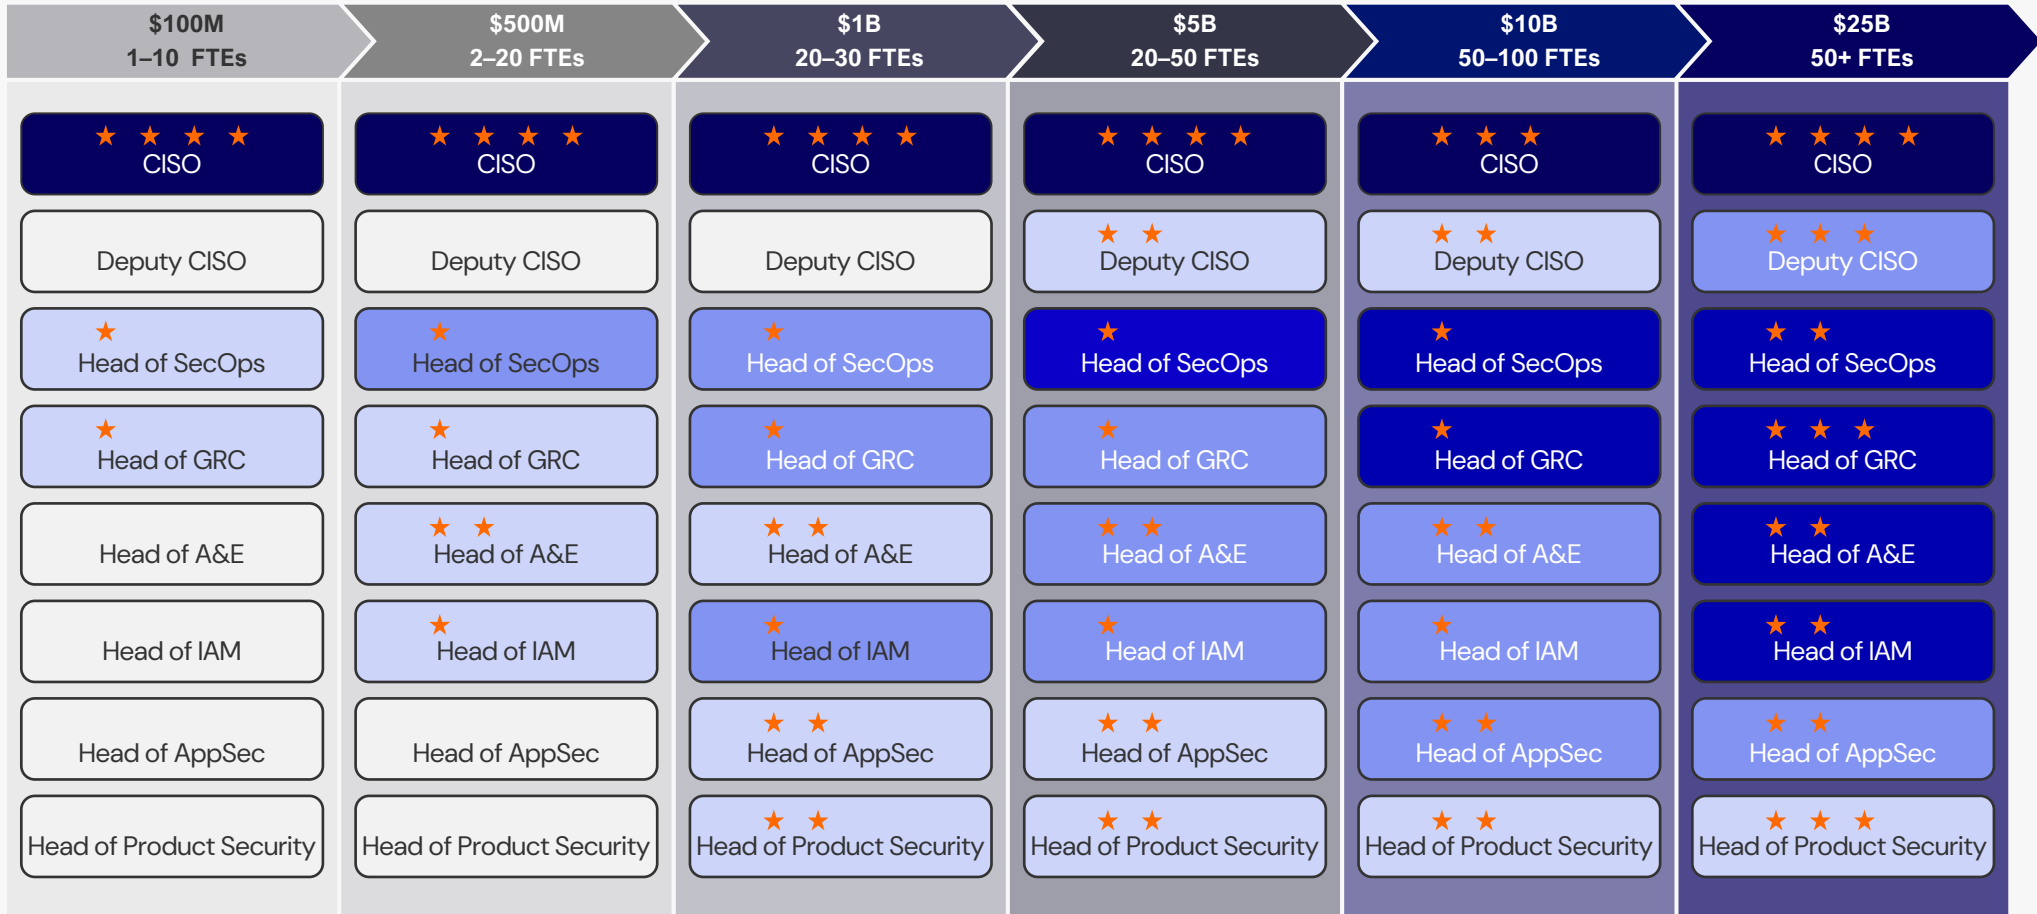 $100M
1–10 FTEs
$500M
2–20 FTEs
$1B
20–30 FTEs
$5B
20–50 FTEs
$10B
50–100 FTEs
$25B
50+ FTEs
★ ★ ★ ★
CISO
★ ★ ★ ★
CISO
★ ★ ★ ★
CISO
★ ★ ★ ★
CISO
★ ★ ★
CISO
★ ★ ★ ★
CISO
Deputy CISO
Deputy CISO
Deputy CISO
★ ★
Deputy CISO
★ ★
Deputy CISO
★ ★ ★
Deputy CISO
★
Head of SecOps
★
Head of SecOps
★
Head of SecOps
★
Head of SecOps
★
Head of SecOps
★ ★
Head of SecOps
★
Head of GRC
★
Head of GRC
★
Head of GRC
★
Head of GRC
★
Head of GRC
★ ★ ★
Head of GRC
Head of A&E
★ ★
Head of A&E
★ ★
Head of A&E
★ ★
Head of A&E
★ ★
Head of A&E
★ ★
Head of A&E
Head of IAM
★
Head of IAM
★
Head of IAM
★
Head of IAM
★
Head of IAM
★ ★
Head of IAM
Head of AppSec
Head of AppSec
★ ★
Head of AppSec
★ ★
Head of AppSec
★ ★
Head of AppSec
★ ★
Head of AppSec
Head of Product Security
Head of Product Security
★ ★
Head of Product Security
★ ★
Head of Product Security
★ ★
Head of Product Security
★ ★ ★
Head of Product Security